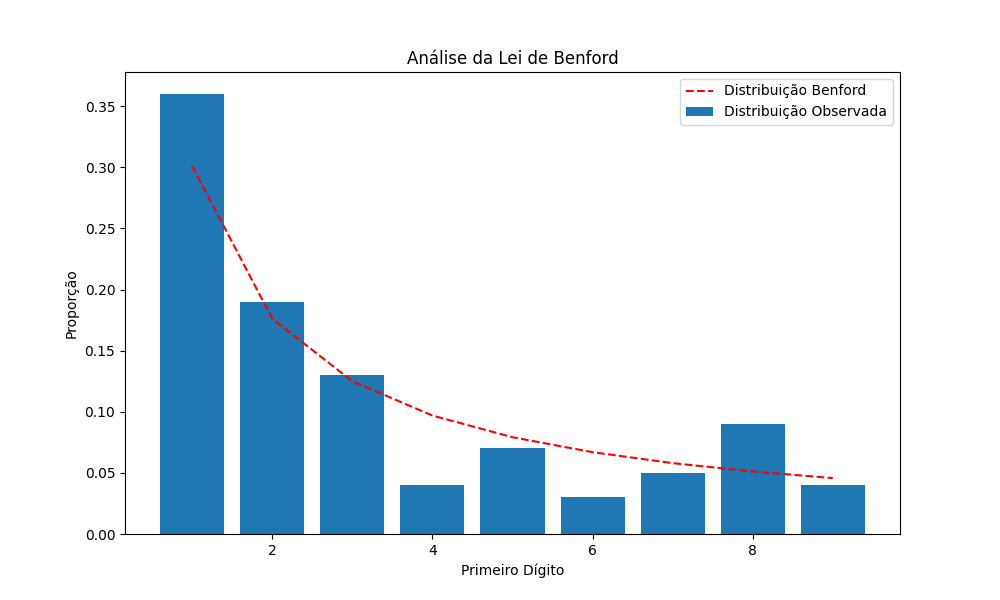 Análise da Lei de Benford
Distribuição Benford
Distribuição Observada
Proporção
0.35
0.30
0.25
0.20
0.15
0.10
0.05
0.00
2
4
6
8
Primeiro Dígito